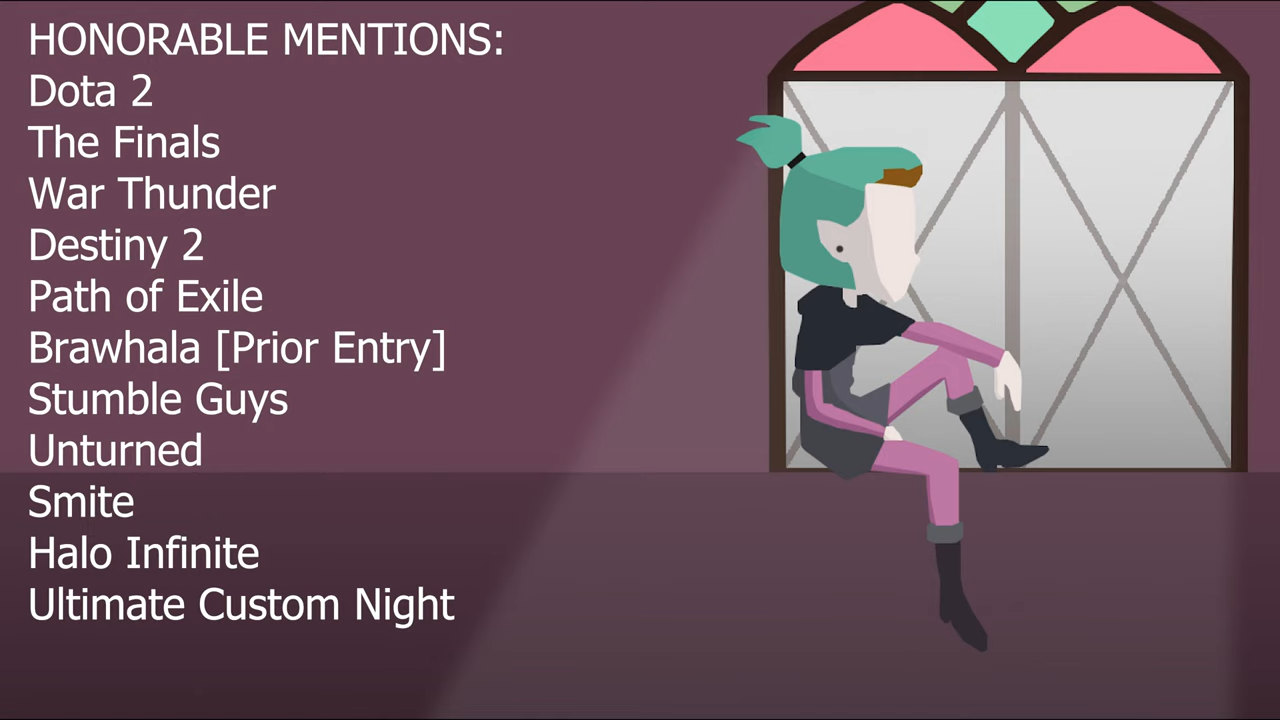 HONORABLE MENTIONS:
Dota 2
The Finals
War Thunder
Destiny 2
Path of Exile
Brawhala [Prior Entry]
Stumble Guys
Unturned
Smite
Halo Infinite
Ultimate Custom Night